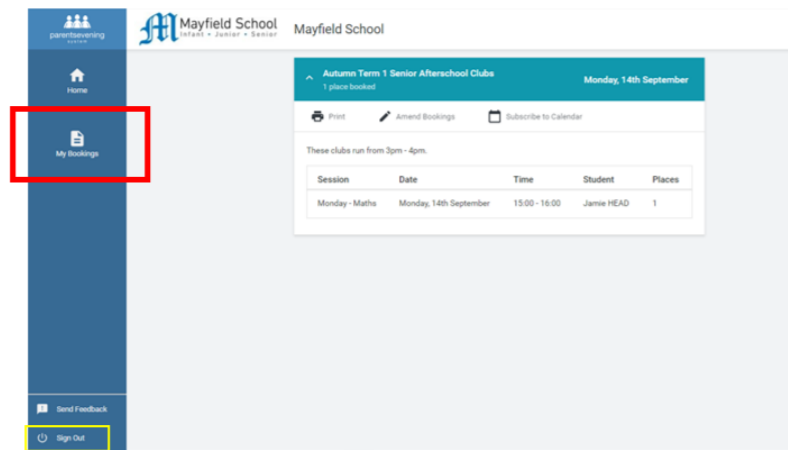 parentsevening
system
Home
My Bookings
Send Feedback
Sign Out
Mayfield School
Infant • Junior • Senior
Mayfield School
Autumn Term 1 Senior Afterschool Clubs
1 place booked
Monday, 14th September
Print Amend Bookings Subscribe to Calendar
These clubs run from 3pm - 4pm.
Session Date Time Student Places
Monday - Maths Monday, 14th September 15:00 - 16:00 Jamie HEAD 1